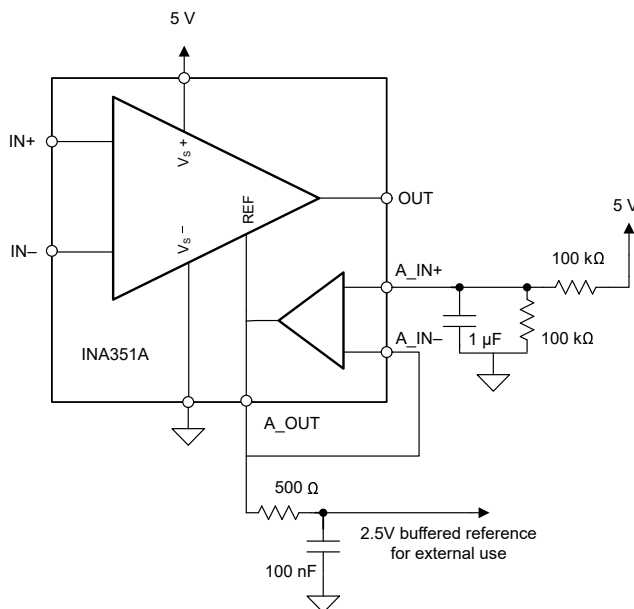 5 V
IN+
IN–
VS+
VS–
REF
OUT
5 V
A_IN+
100 kΩ
100 kΩ
1 µF
A_IN–
INA351A
A_OUT
500 Ω
2.5V buffered reference
for external use
100 nF